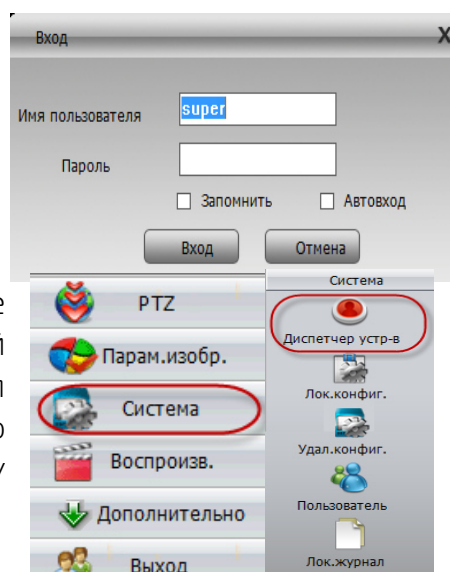 Вход X
Имя пользователя super
Пароль
Запомнить Автовход
Вход Отмена
PTZ
Парам.изобр.
Система
Воспроизв.
Дополнительно
Выход
Система
Диспетчер устр-в
Лок.конфиг.
Удал.конфиг.
Пользователь
Лок.журнал